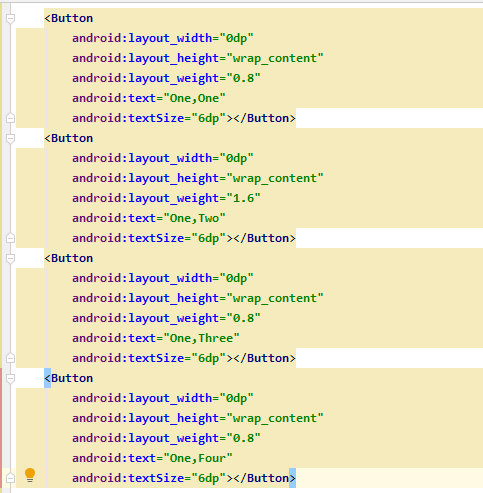 <Button
android:layout_width="0dp"
android:layout_height="wrap_content"
android:layout_weight="0.8"
android:text="One,One"
android:textSize="6dp"></Button>
<Button
android:layout_width="0dp"
android:layout_height="wrap_content"
android:layout_weight="1.6"
android:text="One,Two"
android:textSize="6dp"></Button>
<Button
android:layout_width="0dp"
android:layout_height="wrap_content"
android:layout_weight="0.8"
android:text="One,Three"
android:textSize="6dp"></Button>
<Button
android:layout_width="0dp"
android:layout_height="wrap_content"
android:layout_weight="0.8"
android:text="One,Four"
android:textSize="6dp"></Button>